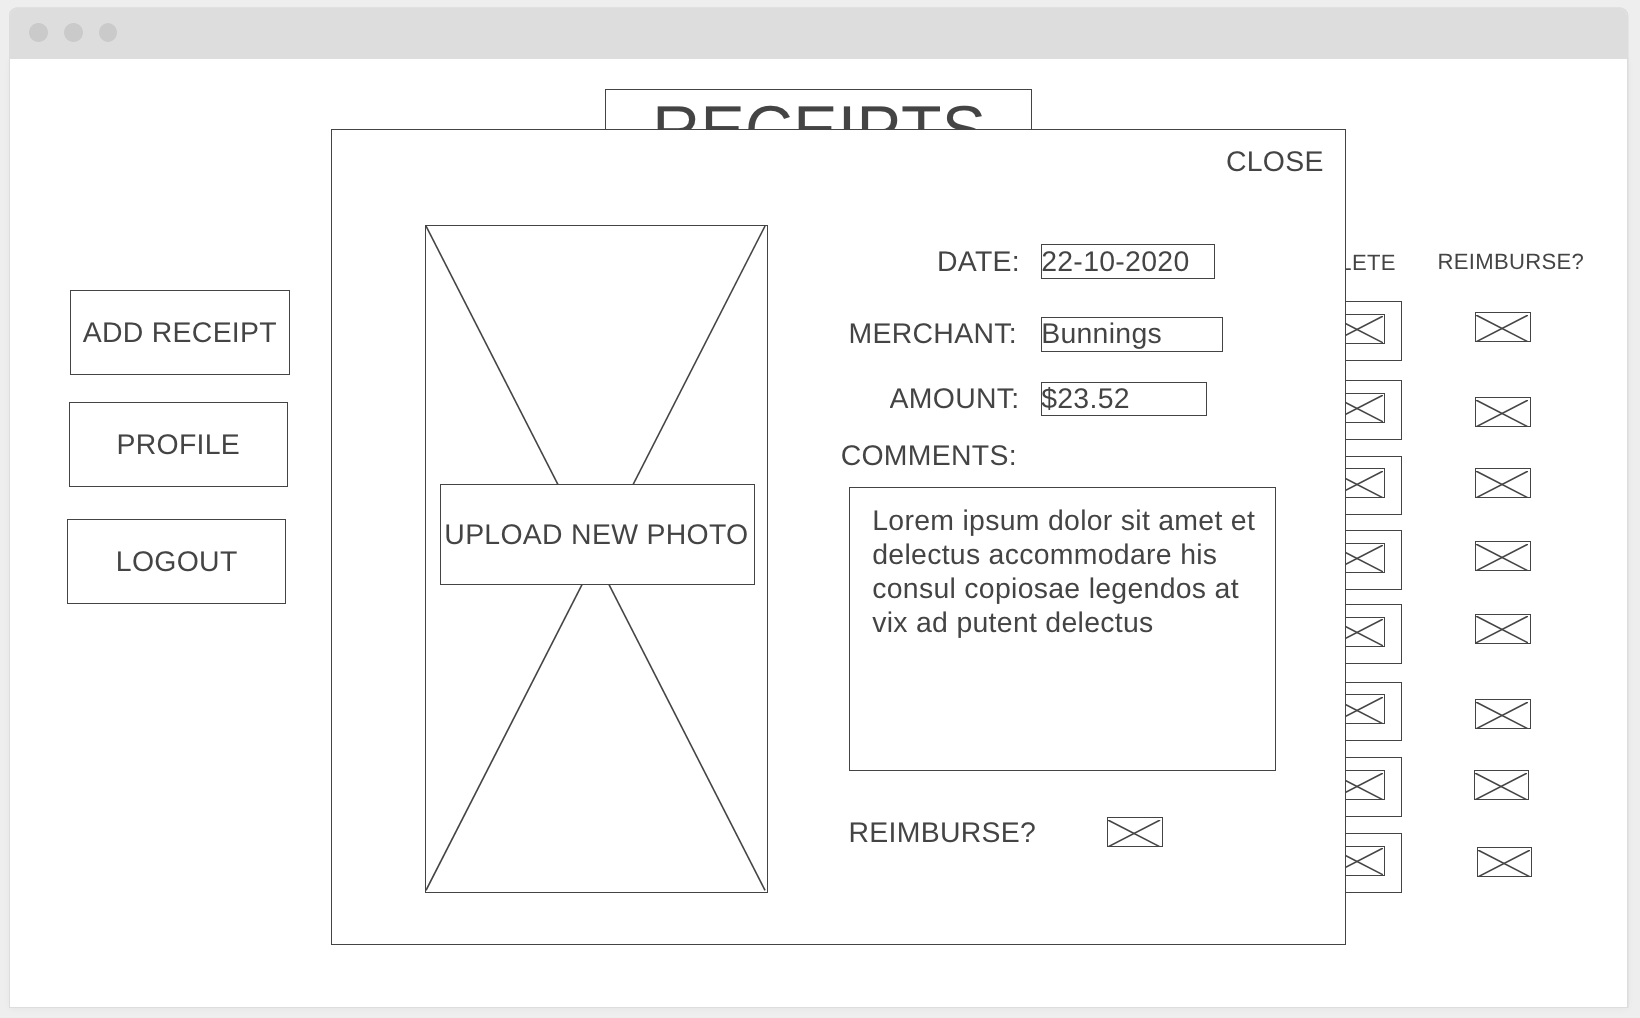 RECEIPTS
CLOSE
DATE: 22-10-2020
LETE REIMBURSE?
ADD RECEIPT
MERCHANT: Bunnings
AMOUNT: $23.52
PROFILE
COMMENTS:
UPLOAD NEW PHOTO
Lorem ipsum dolor sit amet et
delectus accommodare his
consul copiosae legendos at
vix ad putent delectus
LOGOUT
REIMBURSE?